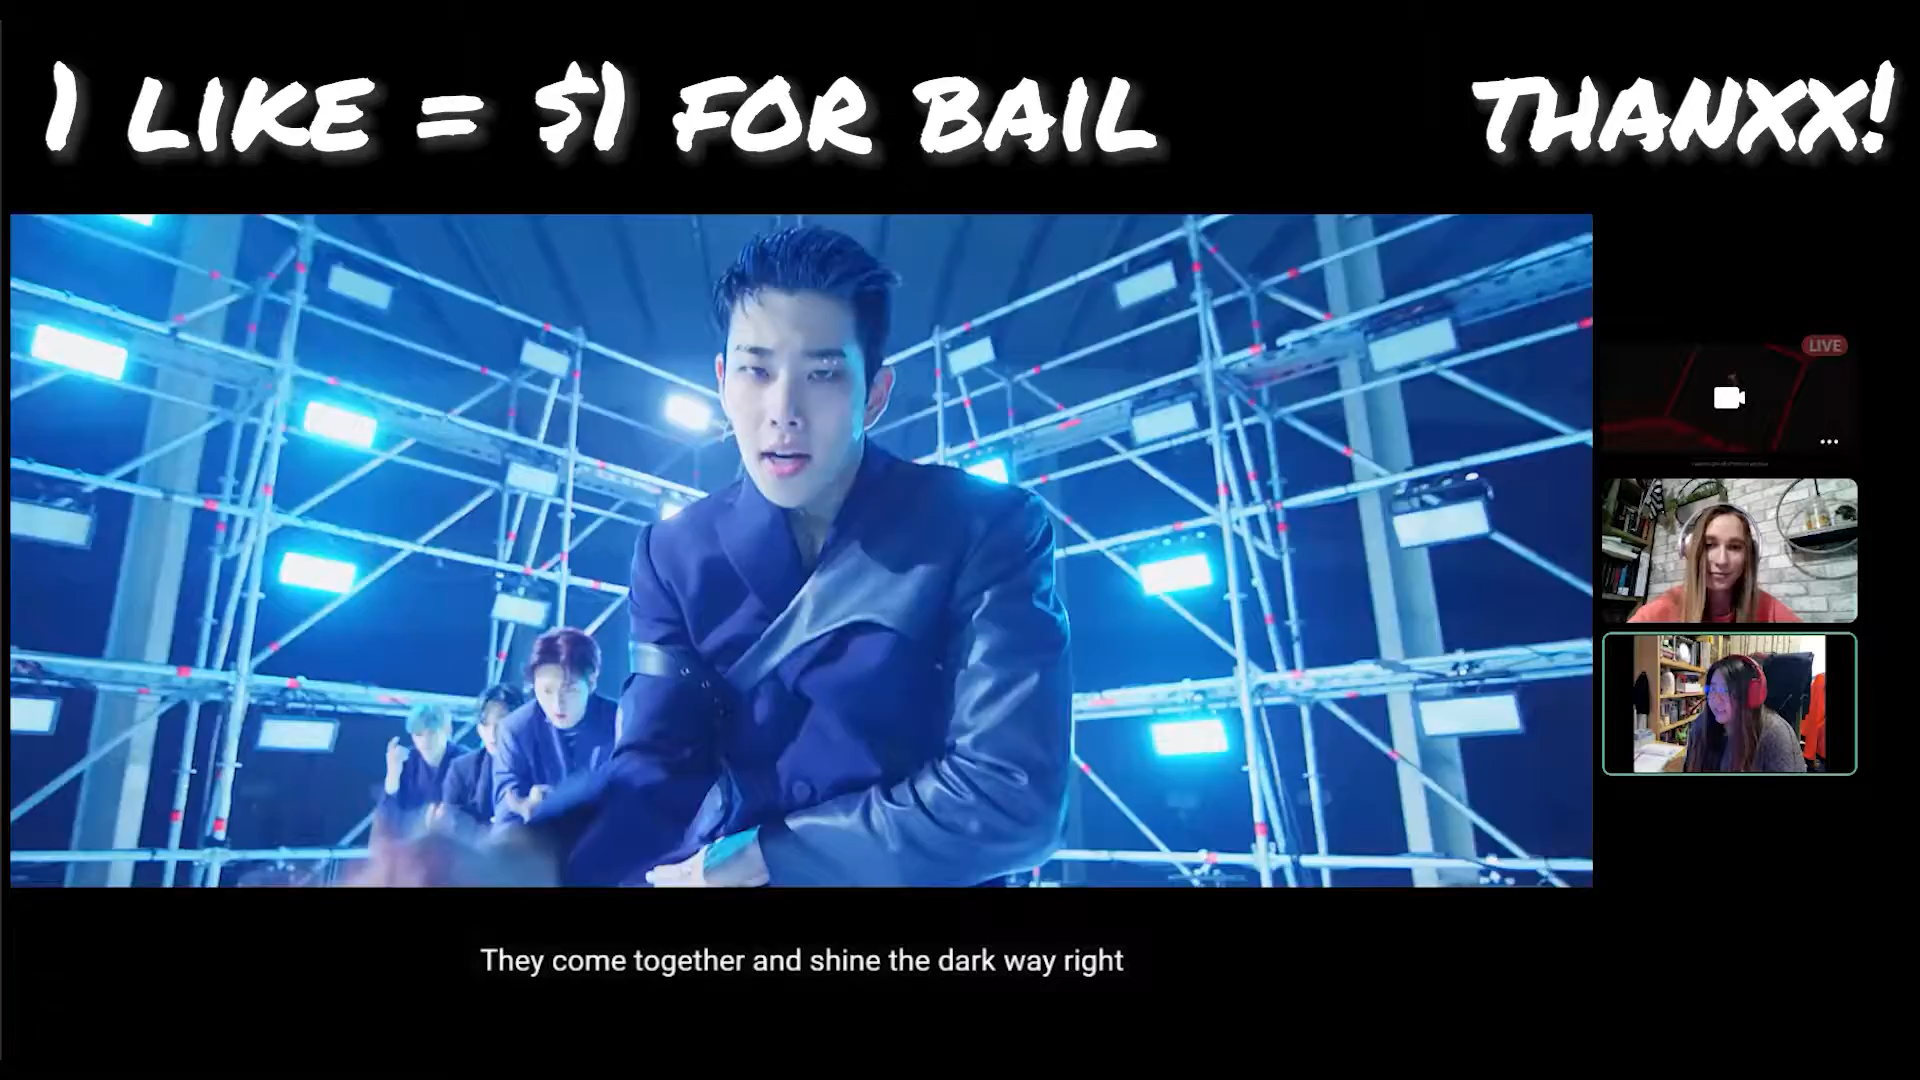 1 LIKE = $1 FOR BAIL
THANXX!
LIVE
They come together and shine the dark way right